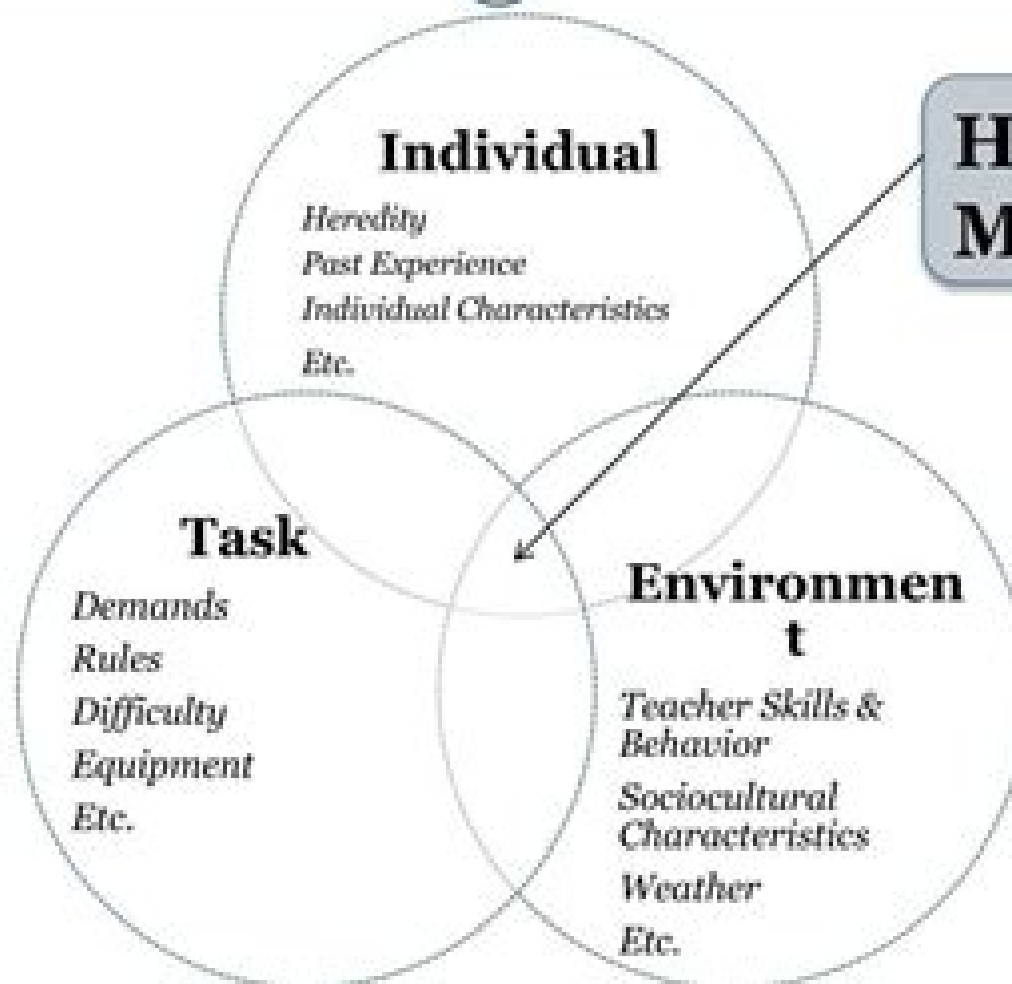 Individual
Heredity
Past Experience
Individual Characteristics
Etc.
H
M
Task
Demands
Rules
Difficulty
Equipment
Etc.
Environmen
t
Teacher Skills &
Behavior
Sociocultural
Characteristics
Weather
Etc.